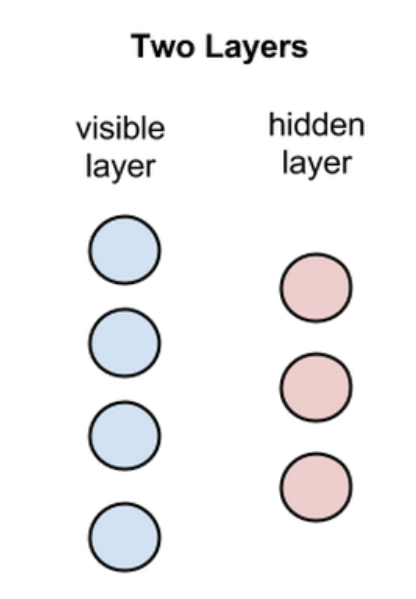 Two Layers
visible
layer
hidden
layer